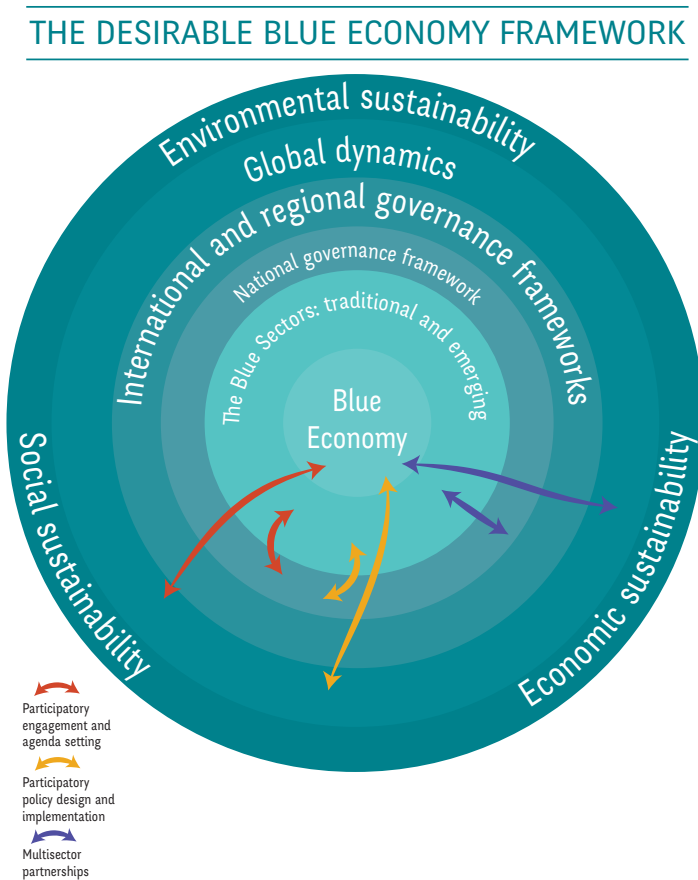 THE DESIRABLE BLUE ECONOMY FRAMEWORK
Environmental sustainability
Global dynamics
International and regional governance frameworks
National governance framework
The Blue Sectors: traditional and emerging
Blue
Economy
Social sustainability
Economic sustainability
Participatory
engagement and
agenda setting
Participatory
policy design and
implementation
Multisector
partnerships